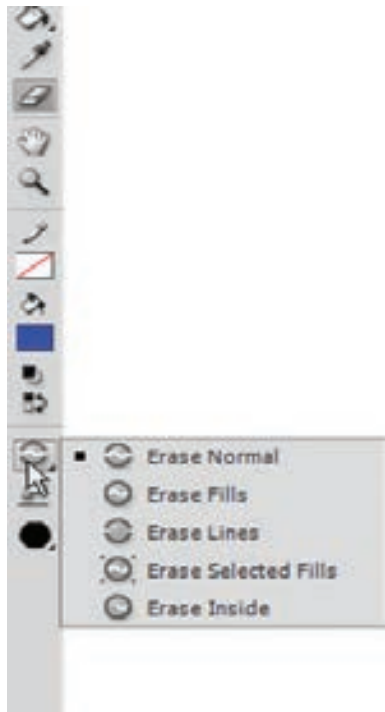 Erase Normal
Erase Fills
Erase Lines
Erase Selected Fills
Erase Inside